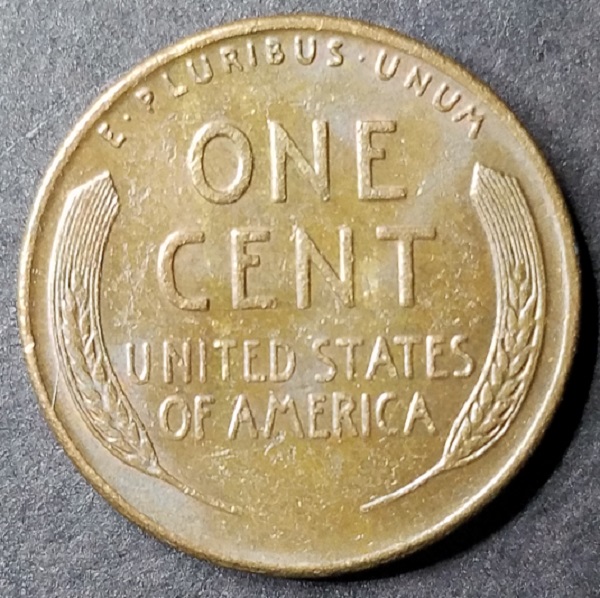 E · PLURIBUS · UNUM
ONE
CENT
UNITED STATES
OF AMERICA